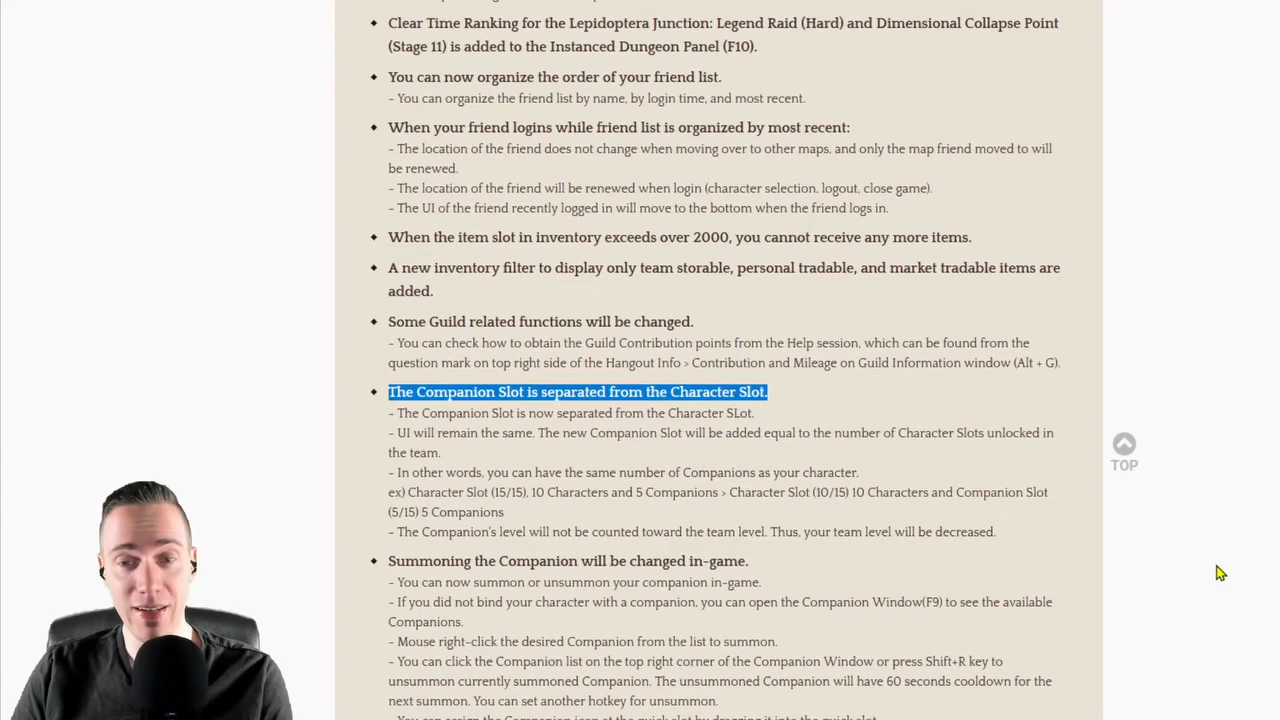 Clear Time Ranking for the Lepidoptera Junction: Legend Raid (Hard) and Dimensional Collapse Point
(Stage 11) is added to the Instanced Dungeon Panel (F10).
You can now organize the order of your friend list.
- You can organize the friend list by name, by login time, and most recent.
When your friend logins while friend list is organized by most recent:
- The location of the friend does not change when moving over to other maps, and only the map friend moved to will
be renewed.
- The location of the friend will be renewed when login (character selection, logout, close game).
- The UI of the friend recently logged in will move to the bottom when the friend logs in.
When the item slot in inventory exceeds over 2000, you cannot receive any more items.
A new inventory filter to display only team storable, personal tradable, and market tradable items are
added.
Some Guild related functions will be changed.
- You can check how to obtain the Guild Contribution points from the Help session, which can be found from the
question mark on top right side of the Hangout Info > Contribution and Mileage on Guild Information window (Alt + G).
The Companion Slot is separated from the Character Slot.
- The Companion Slot is now separated from the Character SLot.
- UI will remain the same. The new Companion Slot will be added equal to the number of Character Slots unlocked in
the team.
- In other words, you can have the same number of Companions as your character.
ex) Character Slot (15/15), 10 Characters and 5 Companions > Character Slot (10/15) 10 Characters and Companion Slot
(5/15) 5 Companions
- The Companion's level will not be counted toward the team level. Thus, your team level will be decreased.
TOP
Summoning the Companion will be changed in-game.
- You can now summon or unsummon your companion in-game.
- If you did not bind your character with a companion, you can open the Companion Window(F9) to see the available
Companions.
- Mouse right-click the desired Companion from the list to summon.
- You can click the Companion list on the top right corner of the Companion Window or press Shift+R key to
unsummon currently summoned Companion. The unsummoned Companion will have 60 seconds cooldown for the
next summon. You can set another hotkey for unsummon.
- You can assign the Companion icon at the quick slot by dragging it into the quick slot.